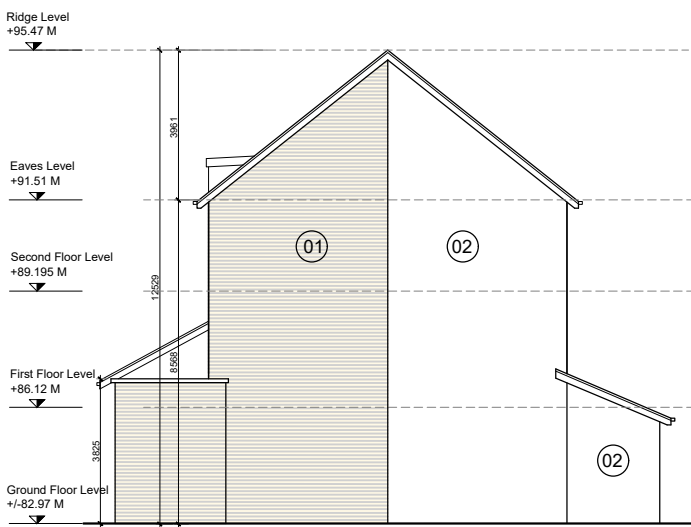 Ridge Level
+95.47 M
3961
Eaves Level
+91.51 M
01
02
Second Floor Level
+89.195 M
12529
8568
First Floor Level
+86.12 M
3825
02
Ground Floor Level
+/-82.97 M